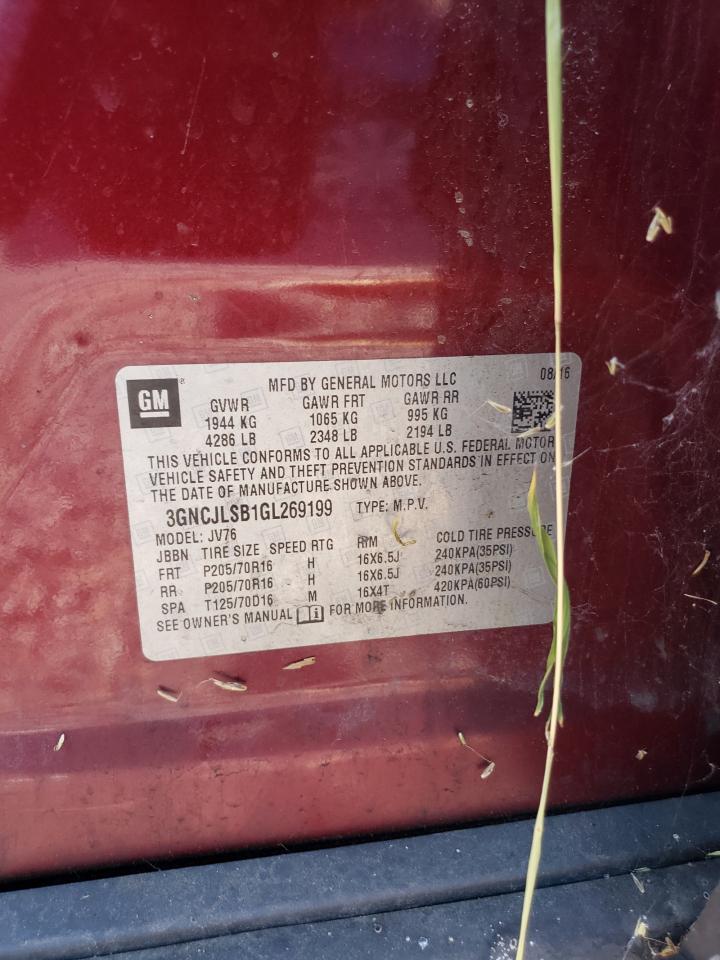 GM
MFD BY GENERAL MOTORS LLC 08/16
GVWR GAWR FRT GAWR RR
1944 KG 1065 KG 995 KG
4286 LB 2348 LB 2194 LB
THIS VEHICLE CONFORMS TO ALL APPLICABLE U.S. FEDERAL MOTOR
VEHICLE SAFETY AND THEFT PREVENTION STANDARDS IN EFFECT ON
THE DATE OF MANUFACTURE SHOWN ABOVE.
3GNCJLSB1GL269199 TYPE: M.P.V.
MODEL: JV76
JBBN TIRE SIZE SPEED RTG RIM COLD TIRE PRESSURE
FRT P205/70R16 H 16X6.5J 240KPA(35PSI)
RR P205/70R16 H 16X6.5J 240KPA(35PSI)
SPA T125/70D16 M 16X4T 420KPA(60PSI)
SEE OWNER'S MANUAL FOR MORE INFORMATION.